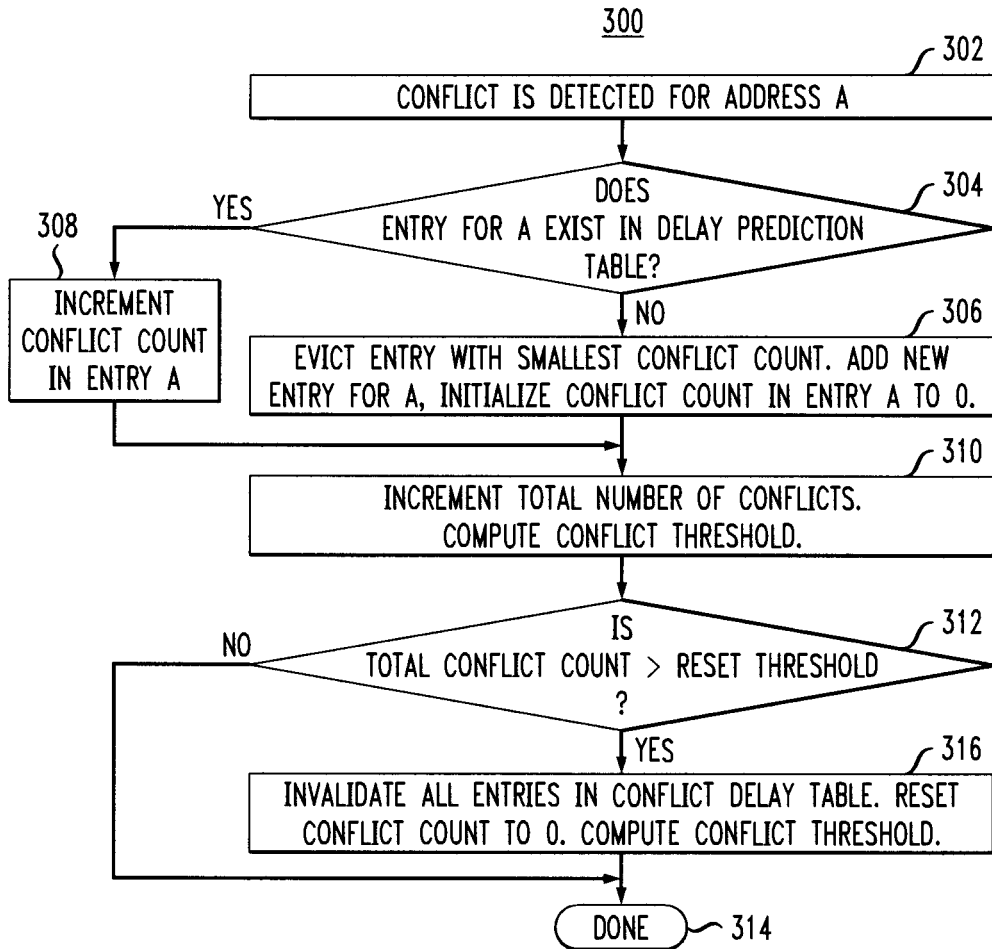 300
302
CONFLICT IS DETECTED FOR ADDRESS A
304
DOES
ENTRY FOR A EXIST IN DELAY PREDICTION
TABLE?
YES
308
INCREMENT
CONFLICT COUNT
IN ENTRY A
NO
306
EVICT ENTRY WITH SMALLEST CONFLICT COUNT. ADD NEW
ENTRY FOR A, INITIALIZE CONFLICT COUNT IN ENTRY A TO 0.
310
INCREMENT TOTAL NUMBER OF CONFLICTS.
COMPUTE CONFLICT THRESHOLD.
312
IS
TOTAL CONFLICT COUNT > RESET THRESHOLD
?
NO
YES
316
INVALIDATE ALL ENTRIES IN CONFLICT DELAY TABLE. RESET
CONFLICT COUNT TO 0. COMPUTE CONFLICT THRESHOLD.
DONE
314